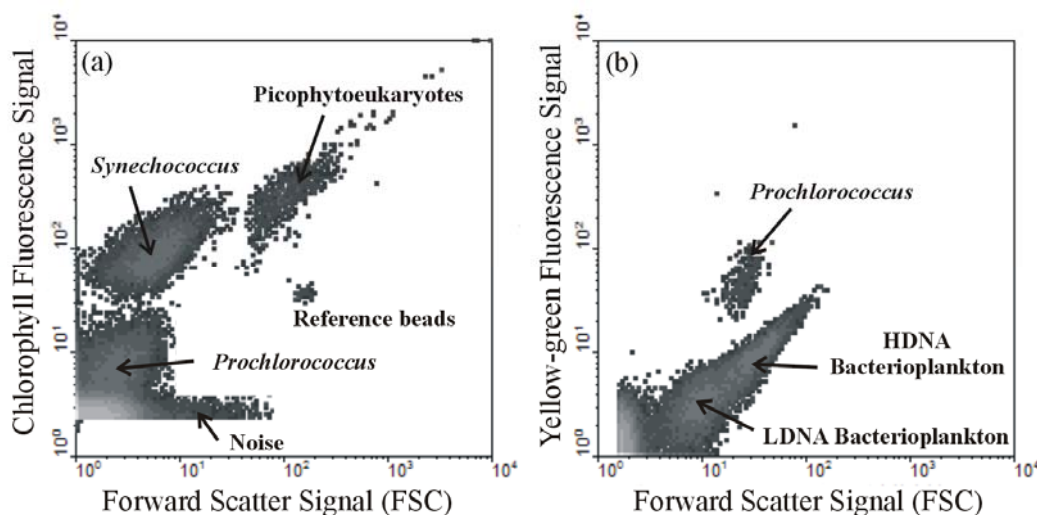 (a)
Chlorophyll Fluorescence Signal
10⁴
10³
10²
10¹
10⁰
Picophytoeukaryotes
Synechococcus
Reference beads
Prochlorococcus
Noise
10⁰ 10¹ 10² 10³ 10⁴
Forward Scatter Signal (FSC)
(b)
Yellow-green Fluorescence Signal
10⁴
10³
10²
10¹
10⁰
Prochlorococcus
HDNA
Bacterioplankton
LDNA Bacterioplankton
10⁰ 10¹ 10² 10³ 10⁴
Forward Scatter Signal (FSC)